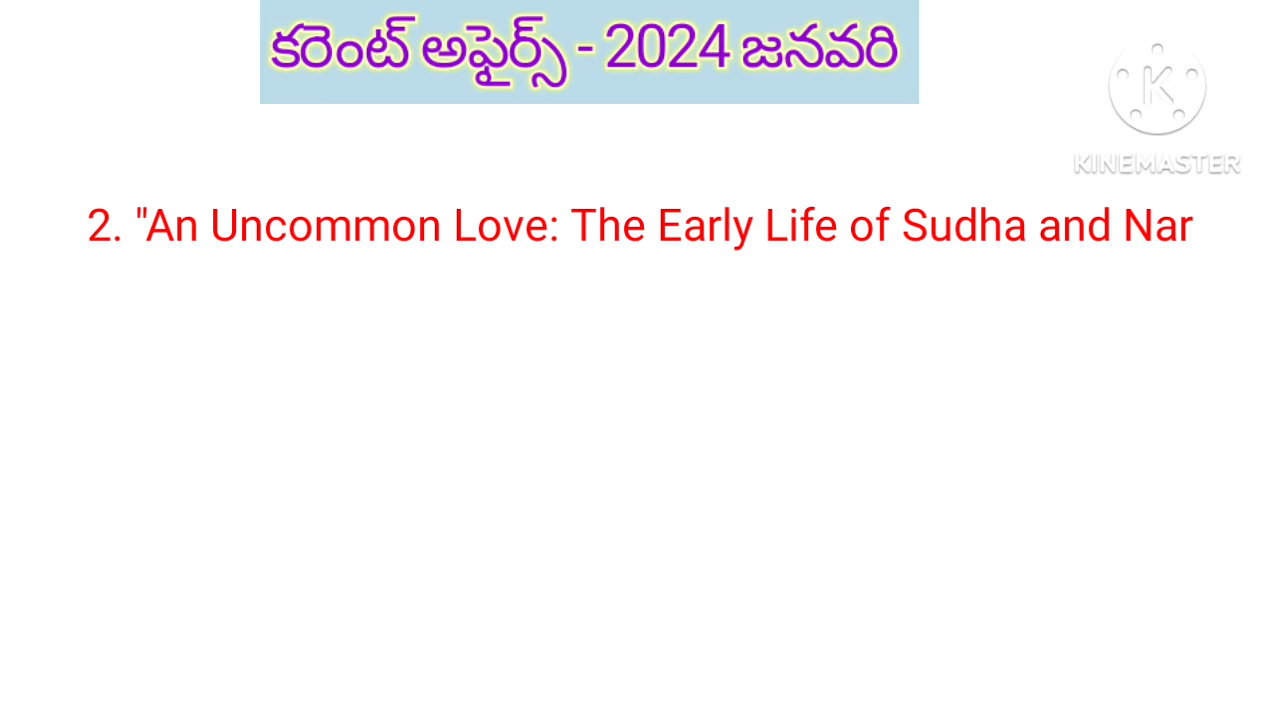 కరెంట్ అఫైర్స్ - 2024 జనవరి
K
KINEMASTER
2. "An Uncommon Love: The Early Life of Sudha and Nar